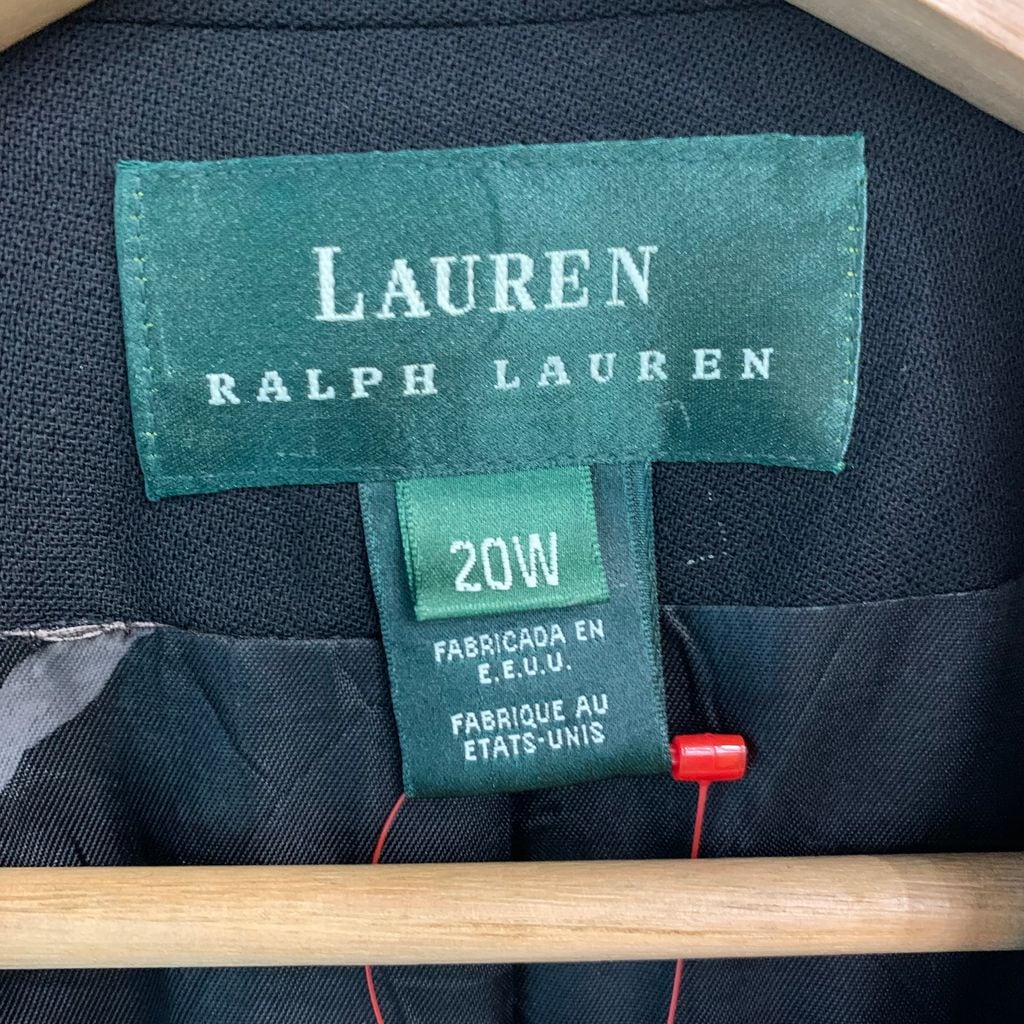 LAUREN
RALPH LAUREN
20W
FABRICADA EN
E.E.U.U.
FABRIQUE AU
ETATS-UNIS